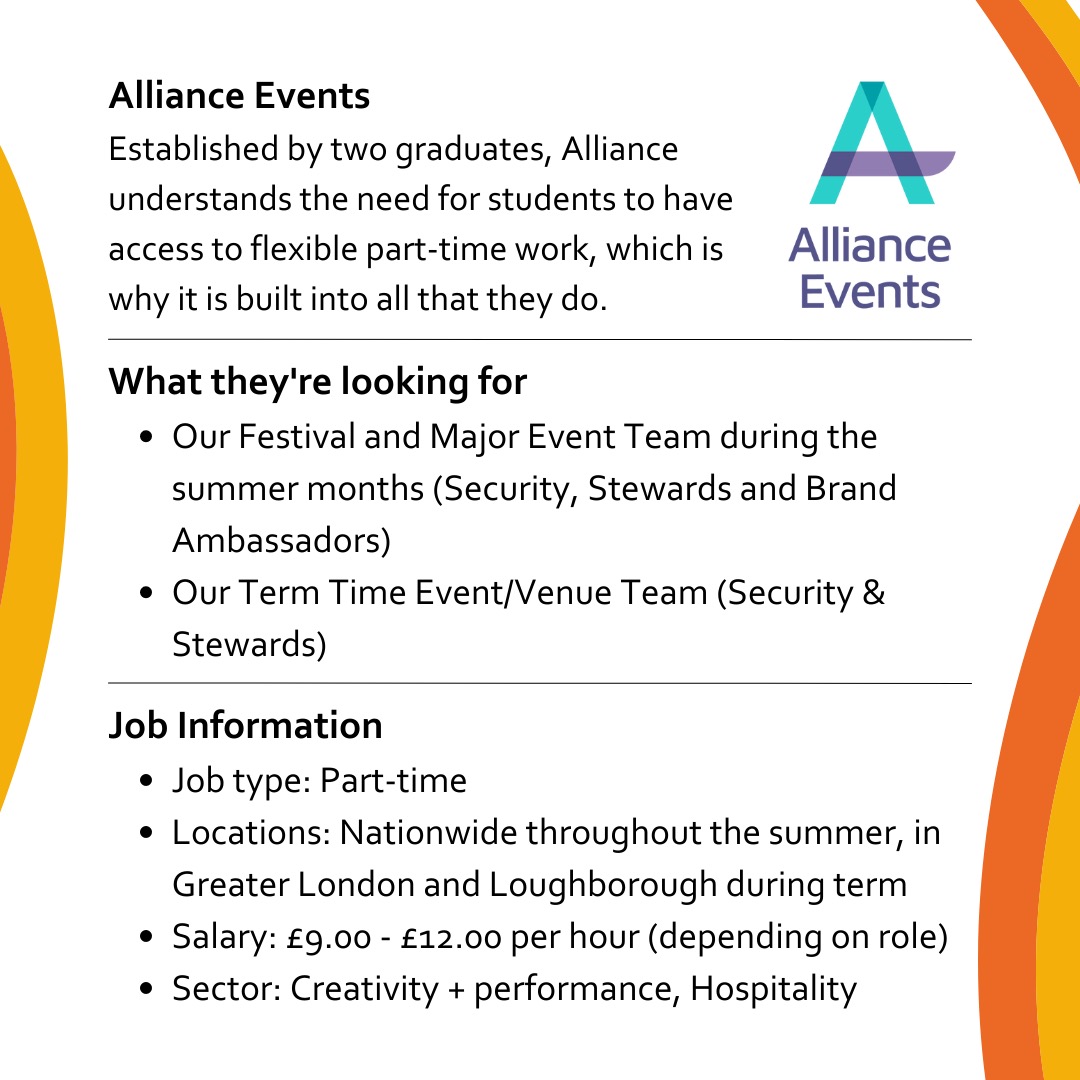 Alliance Events
Established by two graduates, Alliance
understands the need for students to have
access to flexible part-time work, which is
why it is built into all that they do.
Alliance
Events
What they're looking for
• Our Festival and Major Event Team during the
summer months (Security, Stewards and Brand
Ambassadors)
• Our Term Time Event/Venue Team (Security &
Stewards)
Job Information
• Job type: Part-time
• Locations: Nationwide throughout the summer, in
Greater London and Loughborough during term
• Salary: £9.00 - £12.00 per hour (depending on role)
• Sector: Creativity + performance, Hospitality